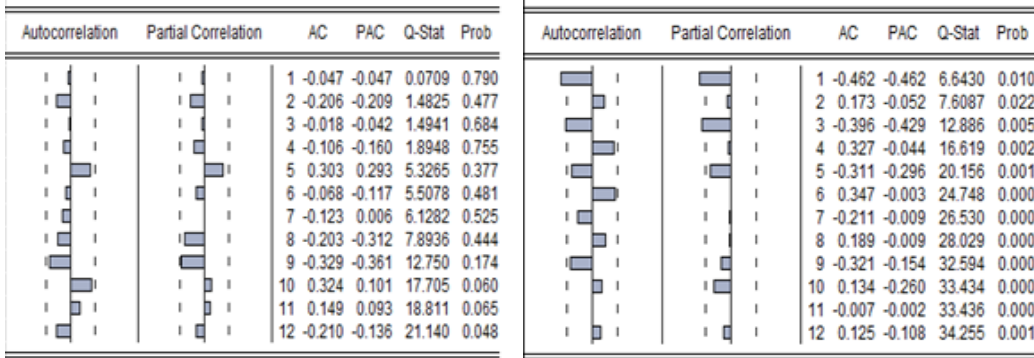 Autocorrelation Partial Correlation AC PAC Q-Stat Prob
1 -0.047 -0.047 0.0709 0.790
2 -0.206 -0.209 1.4825 0.477
3 -0.018 -0.042 1.4941 0.684
4 -0.106 -0.160 1.8948 0.755
5 0.303 0.293 5.3265 0.377
6 -0.068 -0.117 5.5078 0.481
7 -0.123 0.006 6.1282 0.525
8 -0.203 -0.312 7.8936 0.444
9 -0.329 -0.361 12.750 0.174
10 0.324 0.101 17.705 0.060
11 0.149 0.093 18.811 0.065
12 -0.210 -0.136 21.140 0.048
Autocorrelation Partial Correlation AC PAC Q-Stat Prob
1 -0.462 -0.462 6.6430 0.010
2 0.173 -0.052 7.6087 0.022
3 -0.396 -0.429 12.886 0.005
4 0.327 -0.044 16.619 0.002
5 -0.311 -0.296 20.156 0.001
6 0.347 -0.003 24.748 0.000
7 -0.211 -0.009 26.530 0.000
8 0.189 -0.009 28.029 0.000
9 -0.321 -0.154 32.594 0.000
10 0.134 -0.260 33.434 0.000
11 -0.007 -0.002 33.436 0.000
12 0.125 -0.108 34.255 0.001